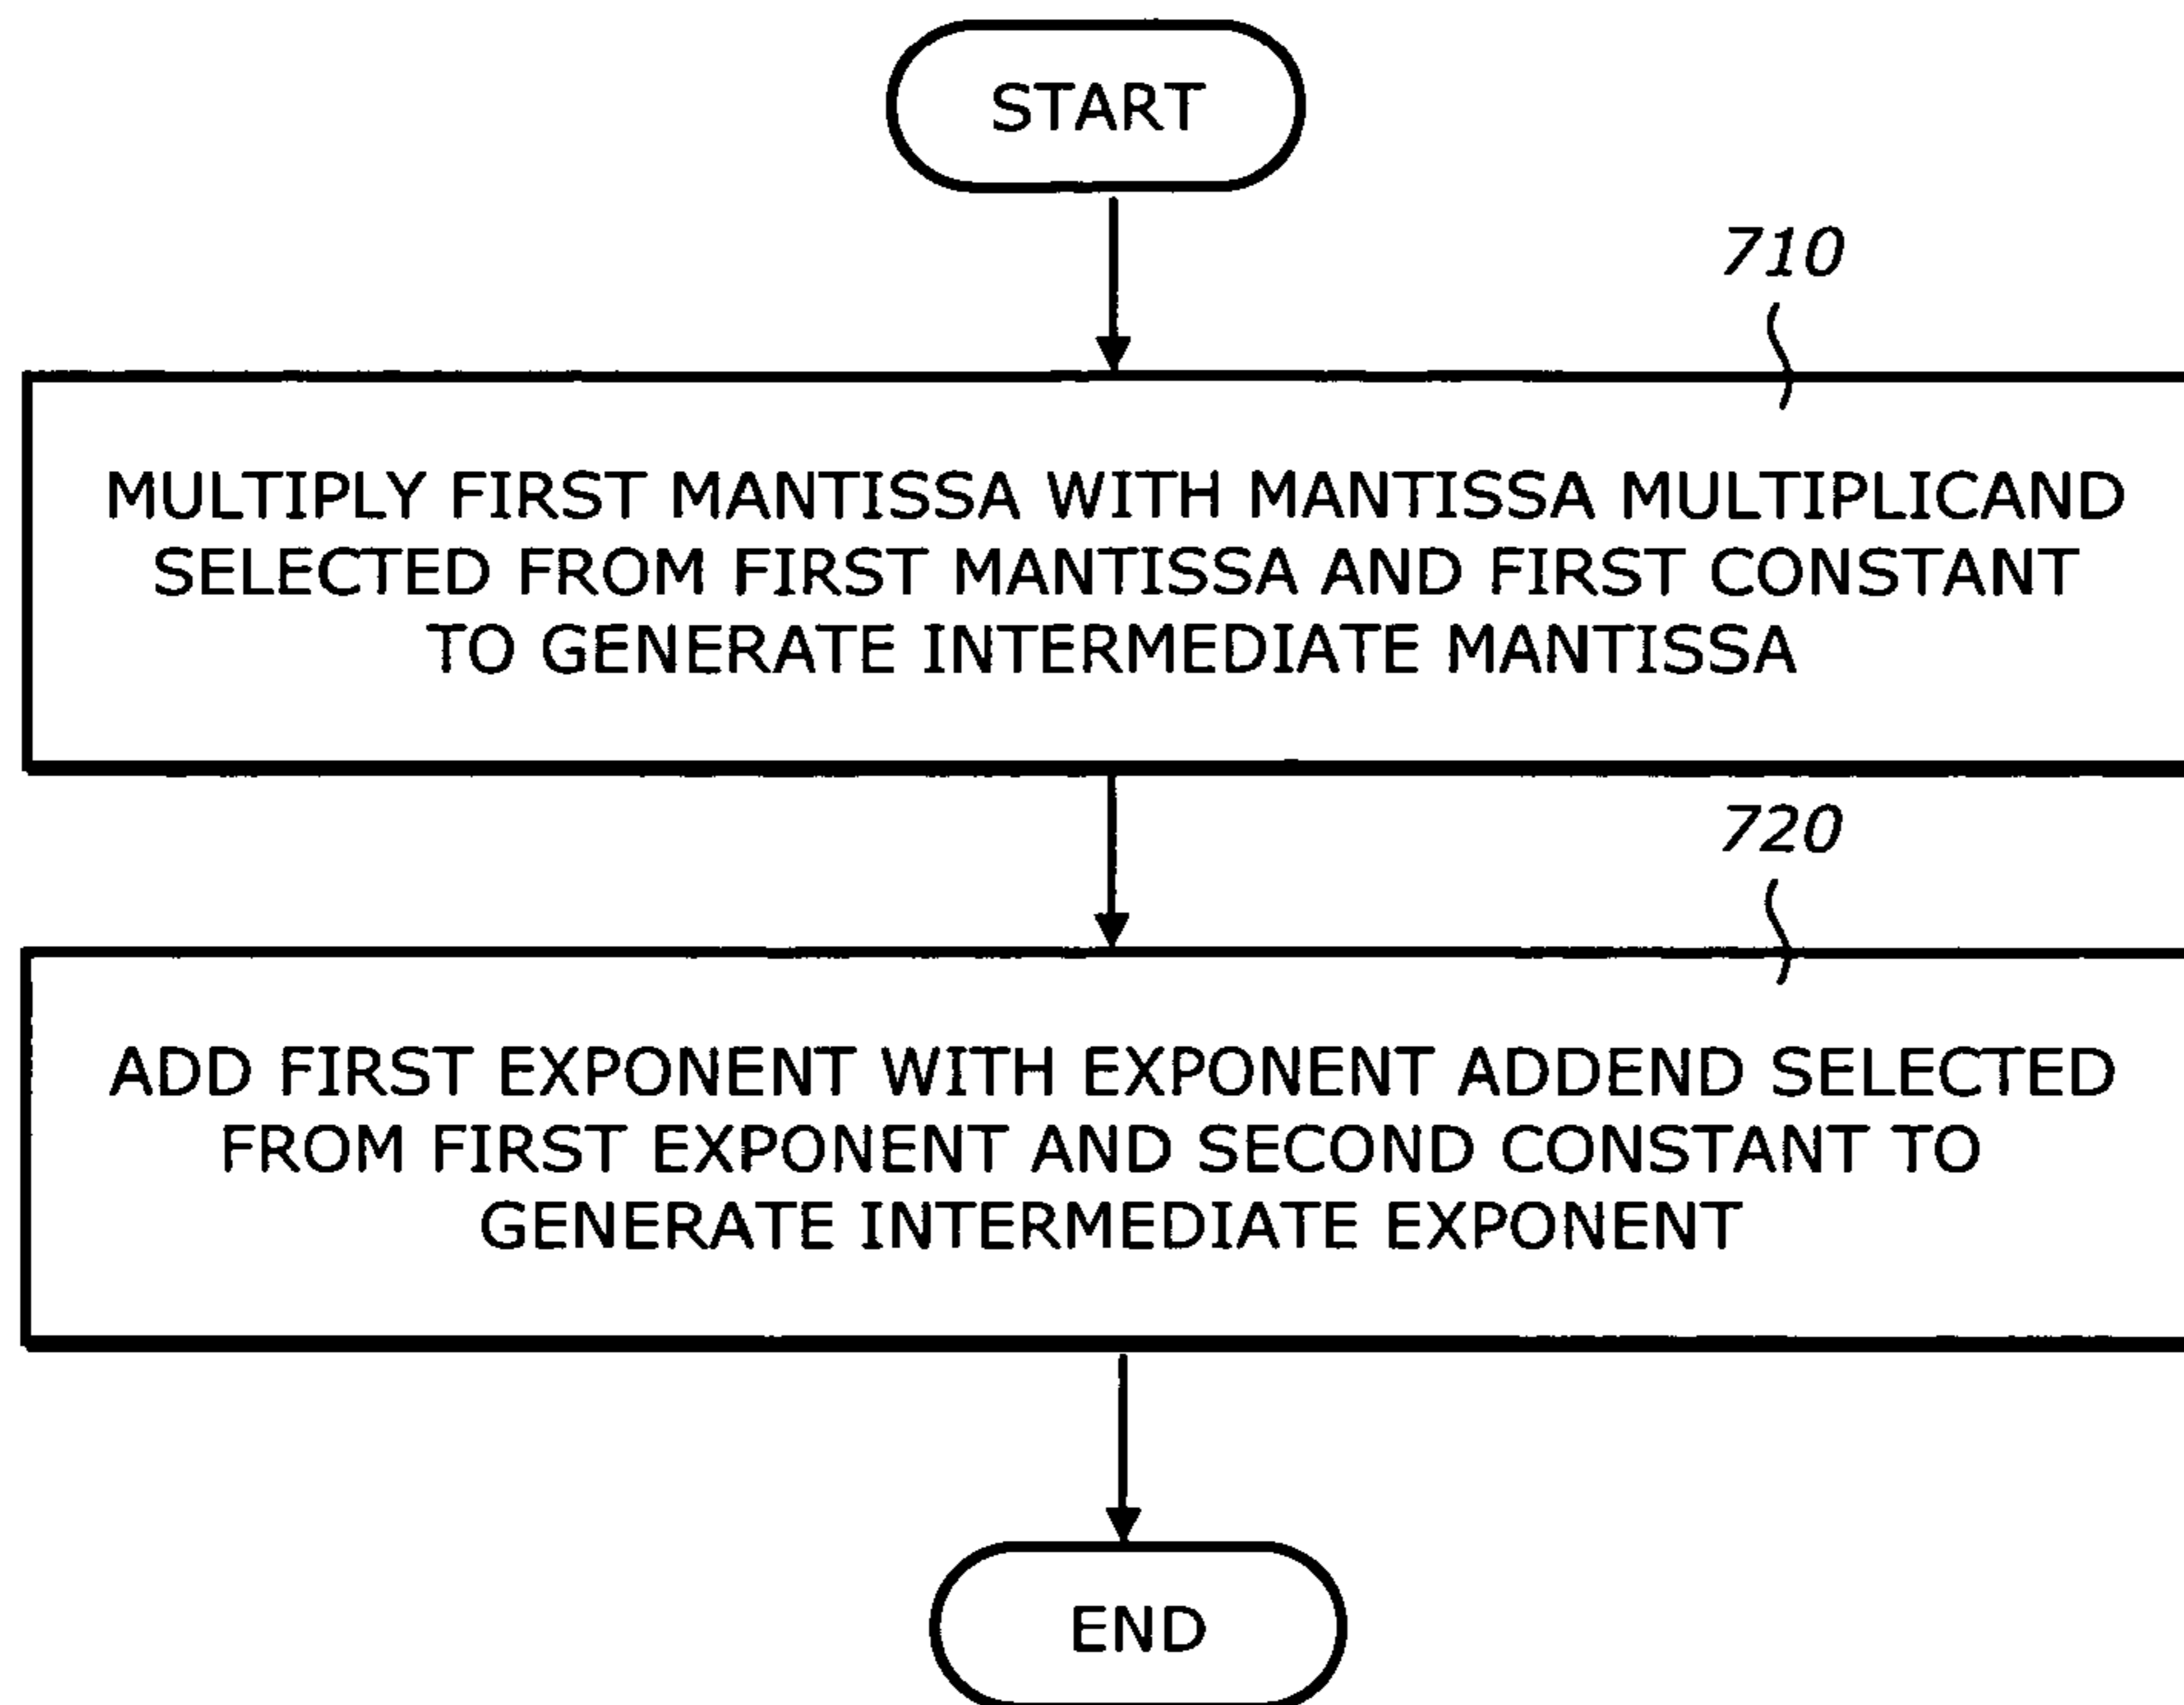 START
710
MULTIPLY FIRST MANTISSA WITH MANTISSA MULTIPLICAND
SELECTED FROM FIRST MANTISSA AND FIRST CONSTANT
TO GENERATE INTERMEDIATE MANTISSA
720
ADD FIRST EXPONENT WITH EXPONENT ADDEND SELECTED
FROM FIRST EXPONENT AND SECOND CONSTANT TO
GENERATE INTERMEDIATE EXPONENT
END